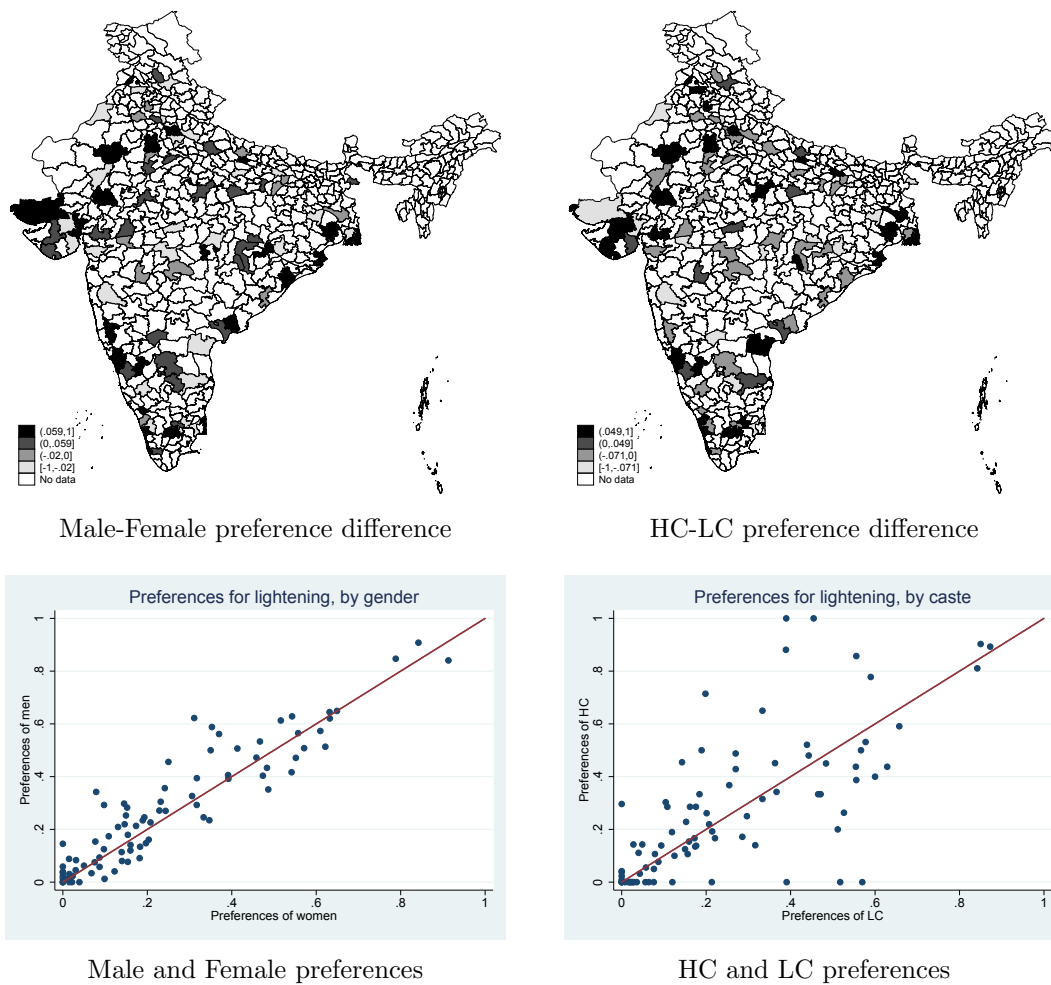 (.059,1]
(0,.059]
(-.02,0]
[-1,-.02]
No data
Male-Female preference difference
(.049,1]
(0,.049]
(-.071,0]
[-1,-.071]
No data
HC-LC preference difference
Preferences for lightening, by gender
Preferences of men
0
.2
.4
.6
.8
1
0
.2
.4
.6
.8
1
Preferences of women
Male and Female preferences
Preferences for lightening, by caste
Preferences of HC
0
.2
.4
.6
.8
1
0
.2
.4
.6
.8
1
Preferences of LC
HC and LC preferences